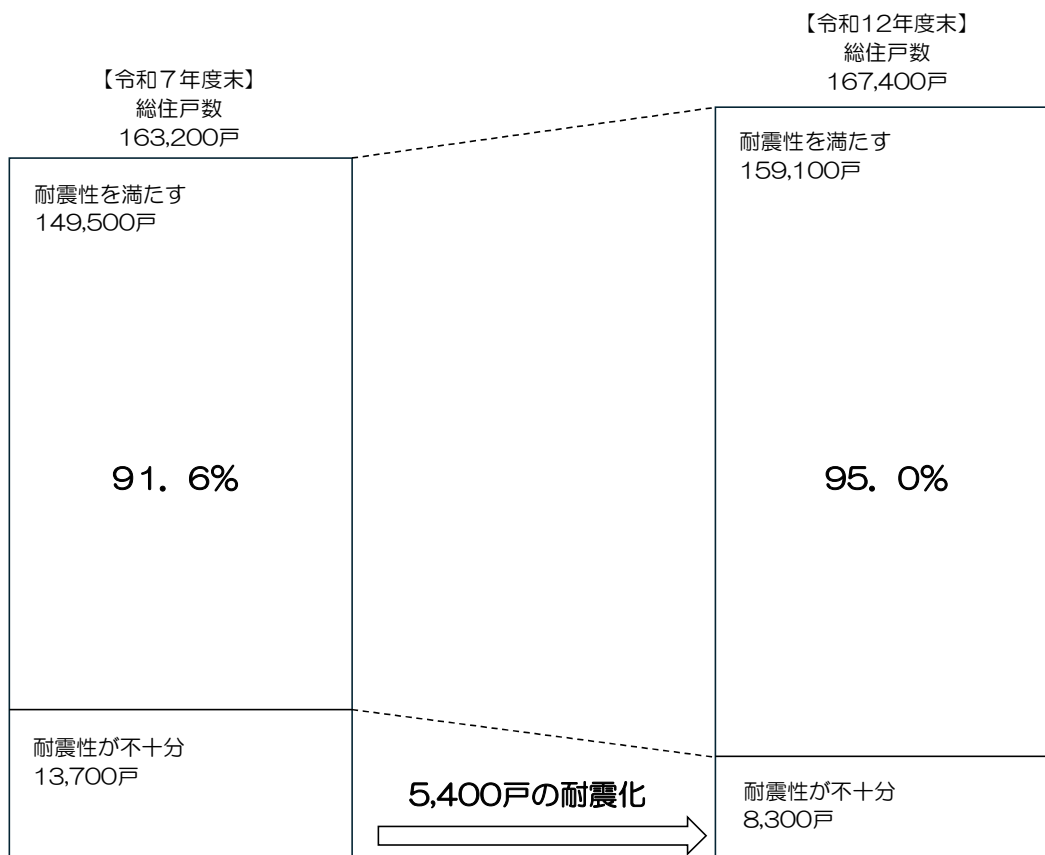 【令和７年度末】
総住戸数
163,200戸
耐震性を満たす
149,500戸
９１．６％
耐震性が不十分
13,700戸
5,400戸の耐震化
【令和１２年度末】
総住戸数
167,400戸
耐震性を満たす
159,100戸
９５．０％
耐震性が不十分
8,300戸